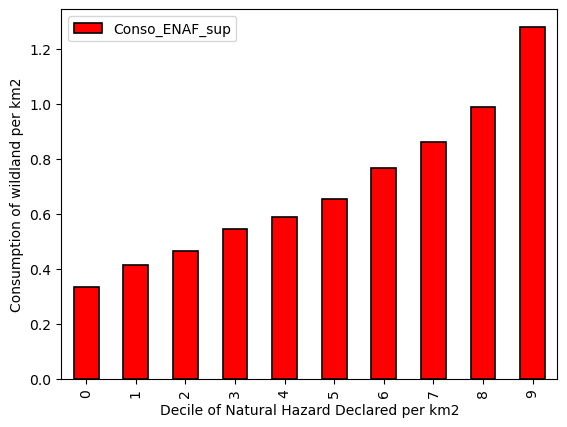 Conso_ENAF_sup
Consumption of wildland per km2
1.2
1.0
0.8
0.6
0.4
0.2
0.0
0 1 2 3 4 5 6 7 8 9
Decile of Natural Hazard Declared per km2